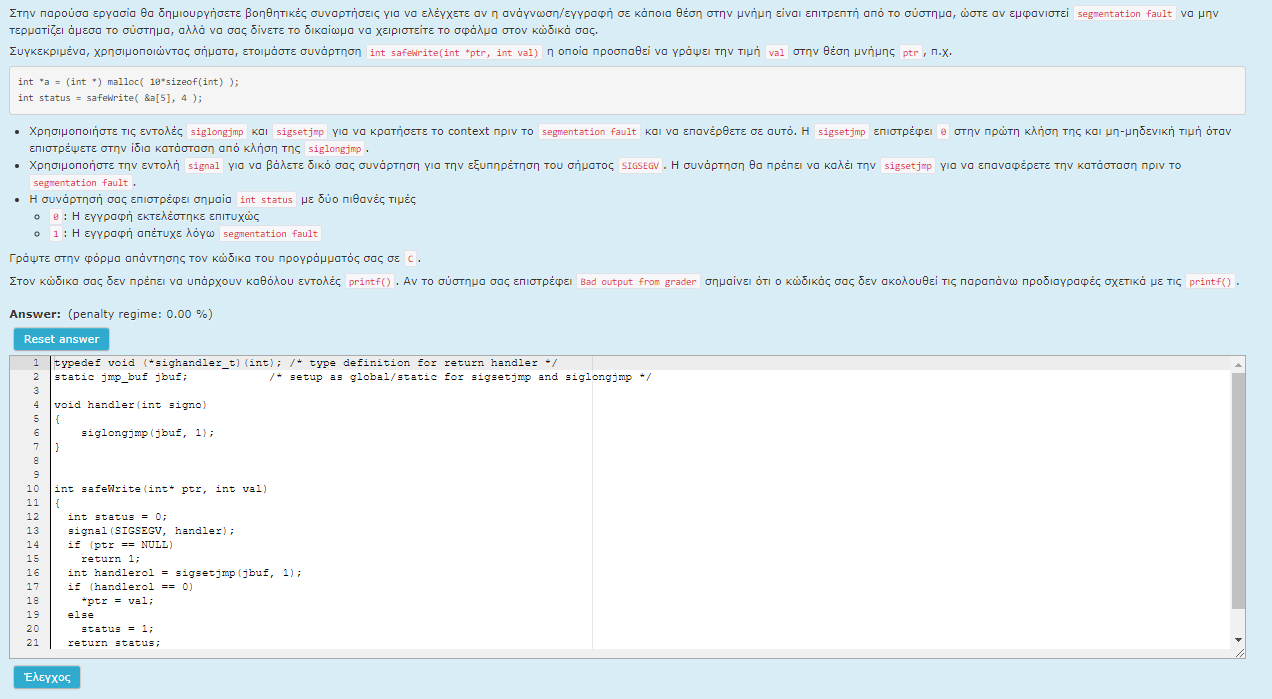 Στην παρούσα εργασία θα δημιουργήσετε βοηθητικές συναρτήσεις για να ελέγχετε αν η ανάγνωση/εγγραφή σε κάποια θέση στην μνήμη είναι επιτρεπτή από το σύστημα, ώστε αν εμφανιστεί segmentation fault να μην
τερματίζει άμεσα το σύστημα, αλλά να σας δίνετε το δικαίωμα να χειριστείτε το σφάλμα στον κώδικά σας.
Συγκεκριμένα, χρησιμοποιώντας σήματα, ετοιμάστε συνάρτηση int safeWrite(int *ptr, int val) η οποία προσπαθεί να γράψει την τιμή val στην θέση μνήμης ptr, π.χ.
int *a = (int *) malloc( 10*sizeof(int) );
int status = safeWrite( &a[5], 4 );
• Χρησιμοποιήστε τις εντολές siglongjmp και sigsetjmp για να κρατήσετε το context πριν το segmentation fault και να επανέρθετε σε αυτό. Η sigsetjmp επιστρέφει 0 στην πρώτη κλήση της και μη-μηδενική τιμή όταν
επιστρέψετε στην ίδια κατάσταση από κλήση της siglongjmp .
• Χρησιμοποήστε την εντολή signal για να βάλετε δικό σας συνάρτηση για την εξυπηρέτηση του σήματος SIGSEGV . Η συνάρτηση θα πρέπει να καλέι την sigsetjmp για να επαναφέρετε την κατάσταση πριν το
segmentation fault .
• Η συνάρτησή σας επιστρέφει σημαία int status με δύο πιθανές τιμές
○ 0 : Η εγγραφή εκτελέστηκε επιτυχώς
○ 1 : Η εγγραφή απέτυχε λόγω segmentation fault
Γράψτε στην φόρμα απάντησης τον κώδικα του προγράμματός σας σε C .
Στον κώδικα σας δεν πρέπει να υπάρχουν καθόλου εντολές printf() . Αν το σύστημα σας επιστρέφει Bad output from grader σημαίνει ότι ο κώδικάς σας δεν ακολουθεί τις παραπάνω προδιαγραφές σχετικά με τις printf() .
Answer: (penalty regime: 0.00 %)
Reset answer
1 typedef void (*sighandler_t)(int); /* type definition for return handler */
2 static jmp_buf jbuf; /* setup as global/static for sigsetjmp and siglongjmp */
3
4 void handler(int signo)
5 {
6 siglongjmp(jbuf, 1);
7 }
8
9
10 int safeWrite(int* ptr, int val)
11 {
12 int status = 0;
13 signal(SIGSEGV, handler);
14 if (ptr == NULL)
15 return 1;
16 int handlerol = sigsetjmp(jbuf, 1);
17 if (handlerol == 0)
18 *ptr = val;
19 else
20 status = 1;
21 return status;
Έλεγχος